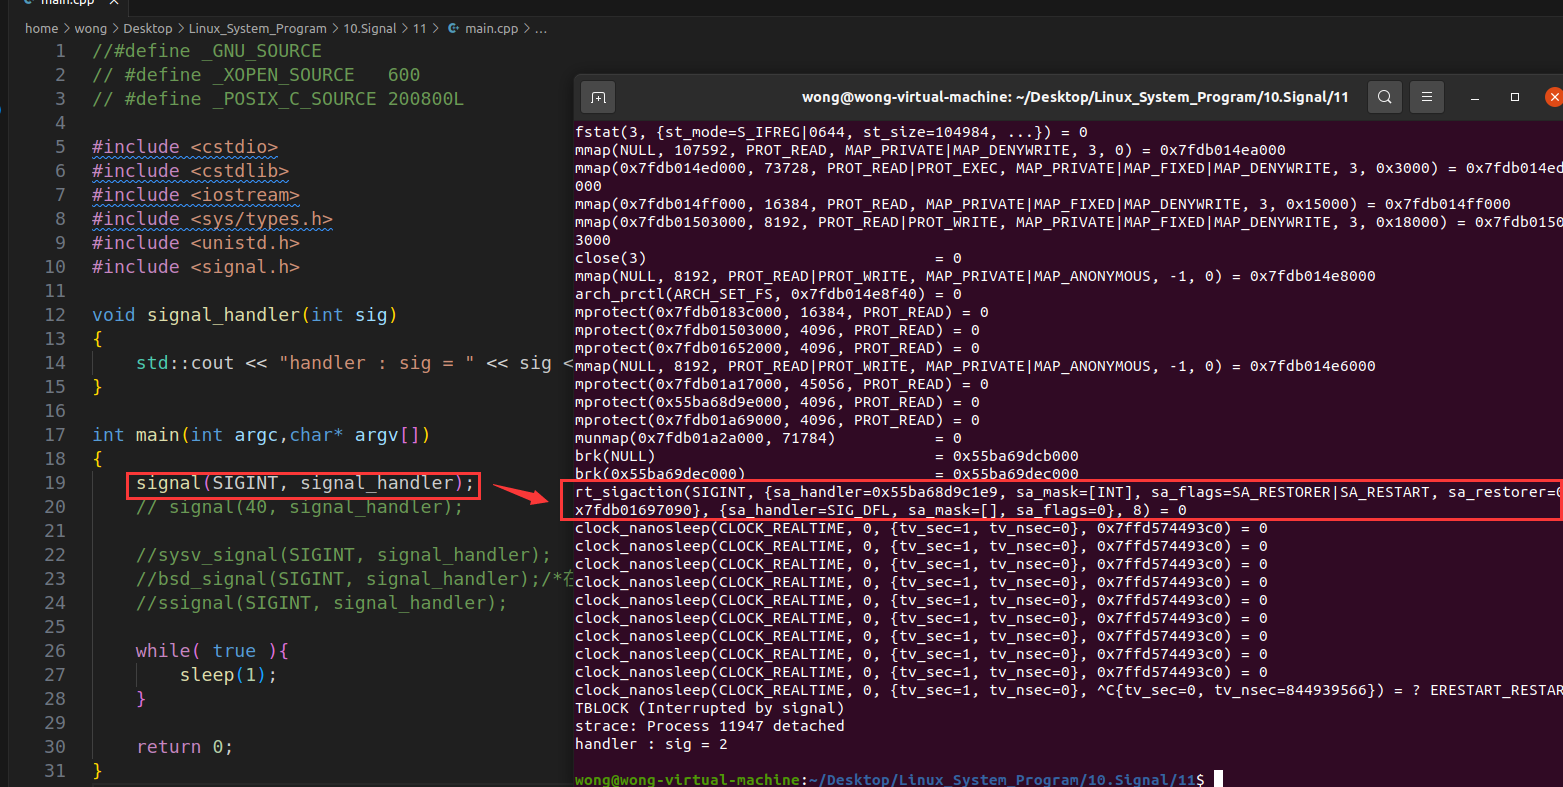 main.cpp ×
home > wong > Desktop > Linux_System_Program > 10.Signal > 11 > main.cpp > ...
1 //#define _GNU_SOURCE
2 // #define _XOPEN_SOURCE   600
3 // #define _POSIX_C_SOURCE 200800L
4
5 #include <cstdio>
6 #include <cstdlib>
7 #include <iostream>
8 #include <sys/types.h>
9 #include <unistd.h>
10 #include <signal.h>
11
12 void signal_handler(int sig)
13 {
14     std::cout << "handler : sig = " << sig <
15 }
16
17 int main(int argc,char* argv[])
18 {
19     signal(SIGINT, signal_handler);
20     // signal(40, signal_handler);
21
22     //sysv_signal(SIGINT, signal_handler);
23     //bsd_signal(SIGINT, signal_handler);/*在
24     //ssignal(SIGINT, signal_handler);
25
26     while( true ){
27         sleep(1);
28     }
29
30     return 0;
31 }
wong@wong-virtual-machine: ~/Desktop/Linux_System_Program/10.Signal/11
fstat(3, {st_mode=S_IFREG|0644, st_size=104984, ...}) = 0
mmap(NULL, 107592, PROT_READ, MAP_PRIVATE|MAP_DENYWRITE, 3, 0) = 0x7fdb014ea000
mmap(0x7fdb014ed000, 73728, PROT_READ|PROT_EXEC, MAP_PRIVATE|MAP_FIXED|MAP_DENYWRITE, 3, 0x3000) = 0x7fdb014ed
000
mmap(0x7fdb014ff000, 16384, PROT_READ, MAP_PRIVATE|MAP_FIXED|MAP_DENYWRITE, 3, 0x15000) = 0x7fdb014ff000
mmap(0x7fdb01503000, 8192, PROT_READ|PROT_WRITE, MAP_PRIVATE|MAP_FIXED|MAP_DENYWRITE, 3, 0x18000) = 0x7fdb0150
3000
close(3)                                = 0
mmap(NULL, 8192, PROT_READ|PROT_WRITE, MAP_PRIVATE|MAP_ANONYMOUS, -1, 0) = 0x7fdb014e8000
arch_prctl(ARCH_SET_FS, 0x7fdb014e8f40) = 0
mprotect(0x7fdb0183c000, 16384, PROT_READ) = 0
mprotect(0x7fdb01503000, 4096, PROT_READ) = 0
mprotect(0x7fdb01652000, 4096, PROT_READ) = 0
mmap(NULL, 8192, PROT_READ|PROT_WRITE, MAP_PRIVATE|MAP_ANONYMOUS, -1, 0) = 0x7fdb014e6000
mprotect(0x7fdb01a17000, 45056, PROT_READ) = 0
mprotect(0x55ba68d9e000, 4096, PROT_READ) = 0
mprotect(0x7fdb01a69000, 4096, PROT_READ) = 0
munmap(0x7fdb01a2a000, 71784)           = 0
brk(NULL)                               = 0x55ba69dcb000
brk(0x55ba69dec000)                     = 0x55ba69dec000
rt_sigaction(SIGINT, {sa_handler=0x55ba68d9c1e9, sa_mask=[INT], sa_flags=SA_RESTORER|SA_RESTART, sa_restorer=0
x7fdb01697090}, {sa_handler=SIG_DFL, sa_mask=[], sa_flags=0}, 8) = 0
clock_nanosleep(CLOCK_REALTIME, 0, {tv_sec=1, tv_nsec=0}, 0x7ffd574493c0) = 0
clock_nanosleep(CLOCK_REALTIME, 0, {tv_sec=1, tv_nsec=0}, 0x7ffd574493c0) = 0
clock_nanosleep(CLOCK_REALTIME, 0, {tv_sec=1, tv_nsec=0}, 0x7ffd574493c0) = 0
clock_nanosleep(CLOCK_REALTIME, 0, {tv_sec=1, tv_nsec=0}, 0x7ffd574493c0) = 0
clock_nanosleep(CLOCK_REALTIME, 0, {tv_sec=1, tv_nsec=0}, 0x7ffd574493c0) = 0
clock_nanosleep(CLOCK_REALTIME, 0, {tv_sec=1, tv_nsec=0}, 0x7ffd574493c0) = 0
clock_nanosleep(CLOCK_REALTIME, 0, {tv_sec=1, tv_nsec=0}, 0x7ffd574493c0) = 0
clock_nanosleep(CLOCK_REALTIME, 0, {tv_sec=1, tv_nsec=0}, 0x7ffd574493c0) = 0
clock_nanosleep(CLOCK_REALTIME, 0, {tv_sec=1, tv_nsec=0}, 0x7ffd574493c0) = 0
clock_nanosleep(CLOCK_REALTIME, 0, {tv_sec=1, tv_nsec=0}, ^C{tv_sec=0, tv_nsec=844939566}) = ? ERESTART_RESTAR
TBLOCK (Interrupted by signal)
strace: Process 11947 detached
handler : sig = 2
wong@wong-virtual-machine:~/Desktop/Linux_System_Program/10.Signal/11$